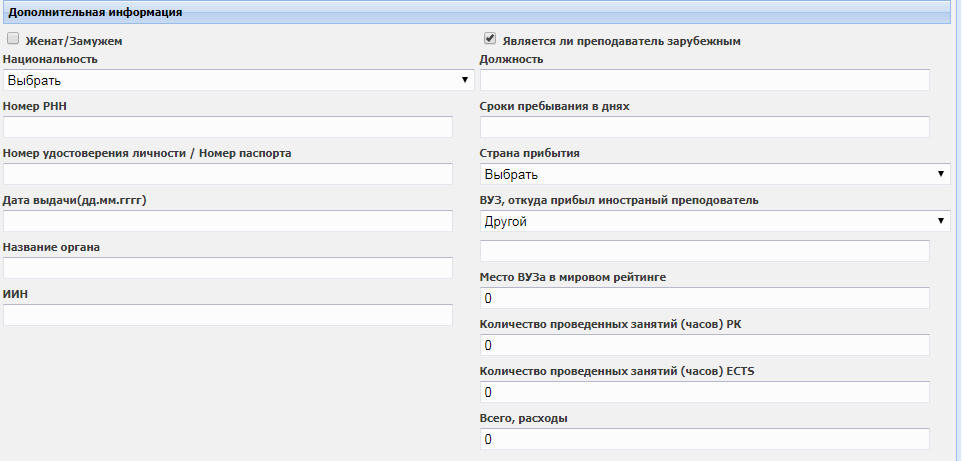 Дополнительная информация
Женат/Замужем
Национальность
Выбрать
Номер РНН
Номер удостоверения личности / Номер паспорта
Дата выдачи(дд.мм.гггг)
Название органа
ИИН
Является ли преподаватель зарубежным
Должность
Сроки пребывания в днях
Страна прибытия
Выбрать
ВУЗ, откуда прибыл иностраный преподователь
Другой
Место ВУЗа в мировом рейтинге
0
Количество проведенных занятий (часов) РК
0
Количество проведенных занятий (часов) ECTS
0
Всего, расходы
0